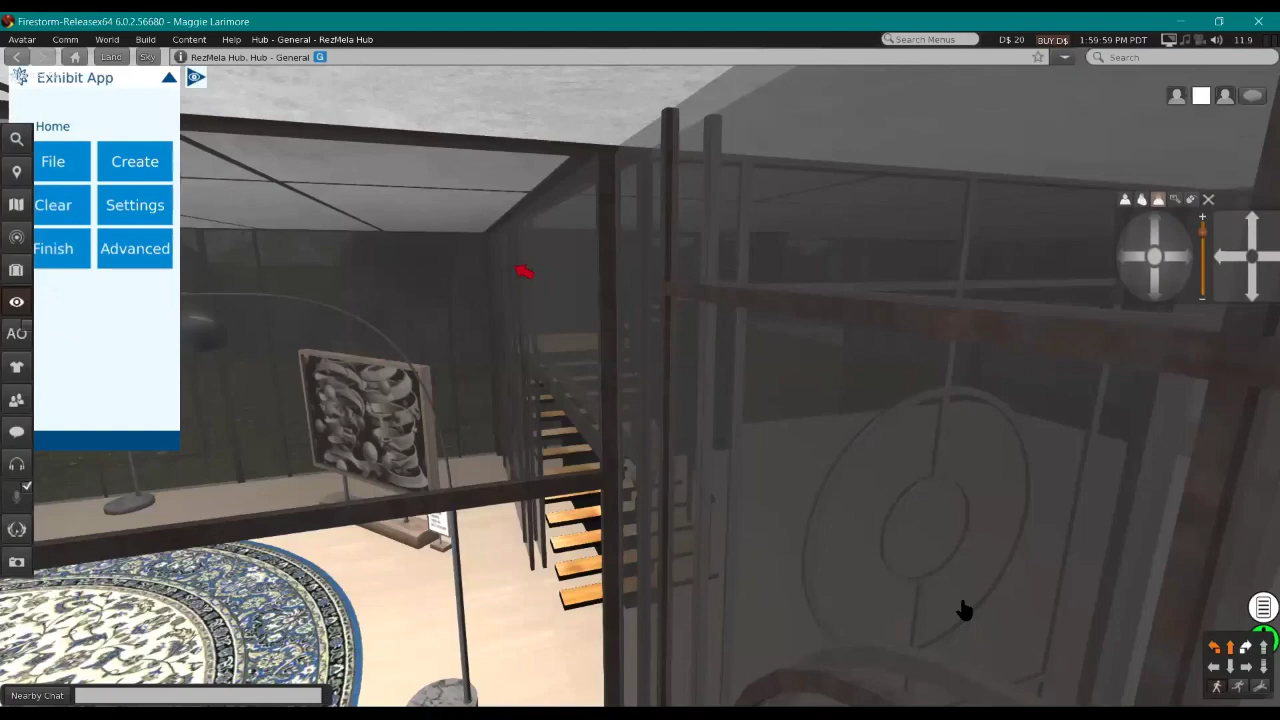 Firestorm-Releasex64 6.0.2.56680 - Maggie Larimore
Avatar Comm World Build Content Help Hub - General - RezMela Hub Search Menus D$ 20 BUY D$ 1:59:59 PM PDT 11.9
Land Sky RezMela Hub, Hub - General G Search
Exhibit App
Home
File Create
Clear Settings
Finish Advanced
AO
Nearby Chat